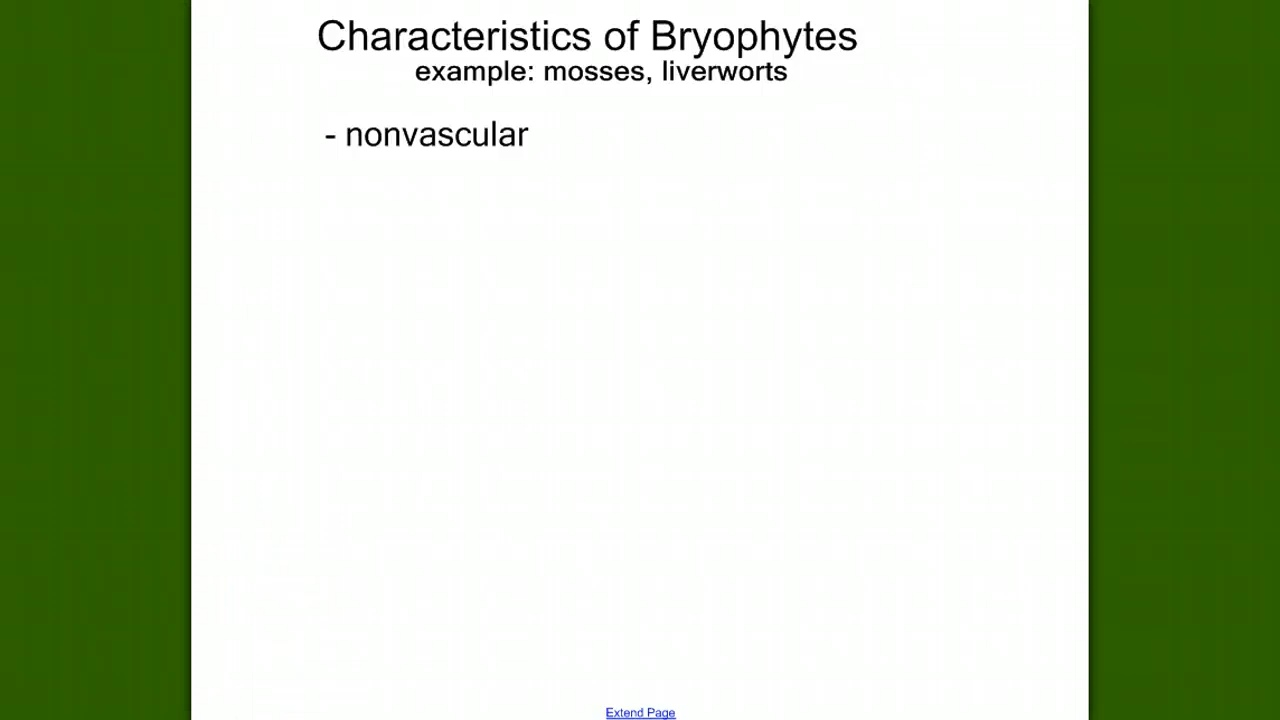 Characteristics of Bryophytes
example: mosses, liverworts
- nonvascular
Extend Page